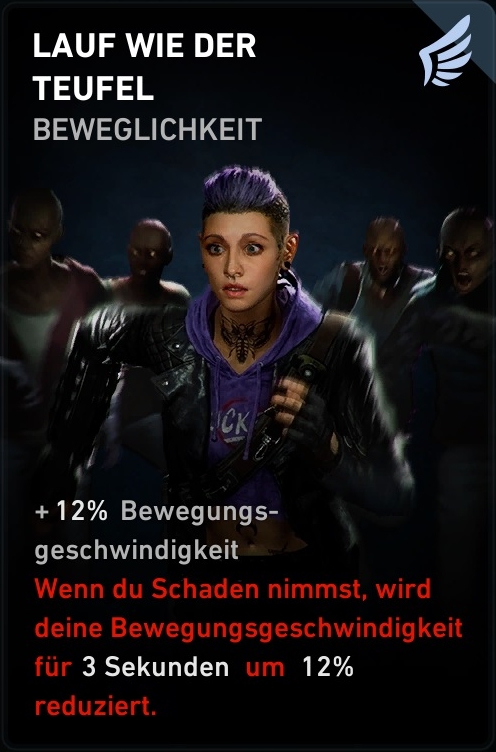 LAUF WIE DER
TEUFEL
BEWEGLICHKEIT
+12% Bewegungs-
geschwindigkeit
Wenn du Schaden nimmst, wird
deine Bewegungsgeschwindigkeit
für 3 Sekunden um 12%
reduziert.